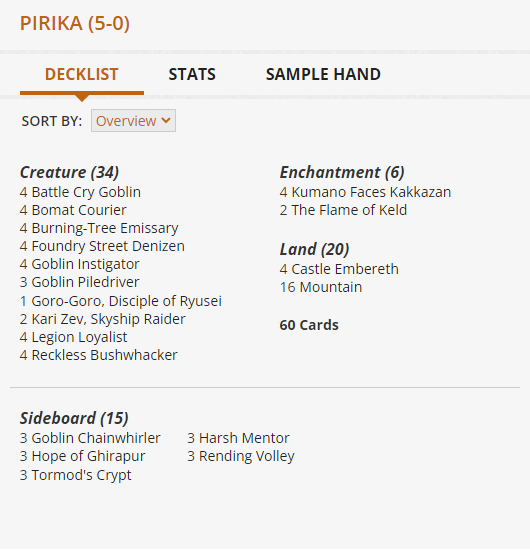 PIRIKA (5-0)
DECKLIST STATS SAMPLE HAND
SORT BY: Overview
Creature (34)
4 Battle Cry Goblin
4 Bomat Courier
4 Burning-Tree Emissary
4 Foundry Street Denizen
4 Goblin Instigator
3 Goblin Piledriver
1 Goro-Goro, Disciple of Ryusei
2 Kari Zev, Skyship Raider
4 Legion Loyalist
4 Reckless Bushwhacker
Enchantment (6)
4 Kumano Faces Kakkazan
2 The Flame of Keld
Land (20)
4 Castle Embereth
16 Mountain
60 Cards
Sideboard (15)
3 Goblin Chainwhirler
3 Hope of Ghirapur
3 Tormod's Crypt
3 Harsh Mentor
3 Rending Volley